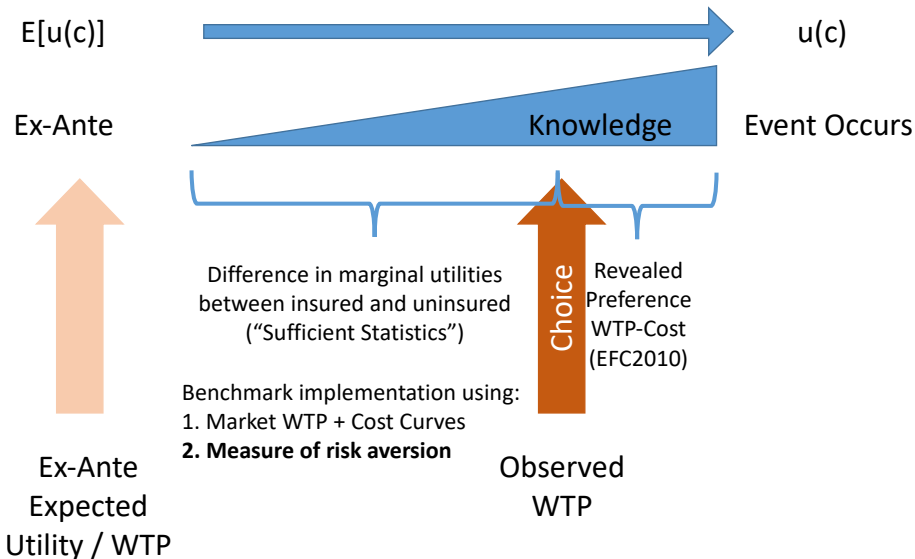 E[u(c)]
u(c)
Ex-Ante
Knowledge
Event Occurs
Difference in marginal utilities
between insured and uninsured
(“Sufficient Statistics”)
Choice
Revealed
Preference
WTP-Cost
(EFC2010)
Benchmark implementation using:
1. Market WTP + Cost Curves
2. Measure of risk aversion
Ex-Ante
Expected
Utility / WTP
Observed
WTP